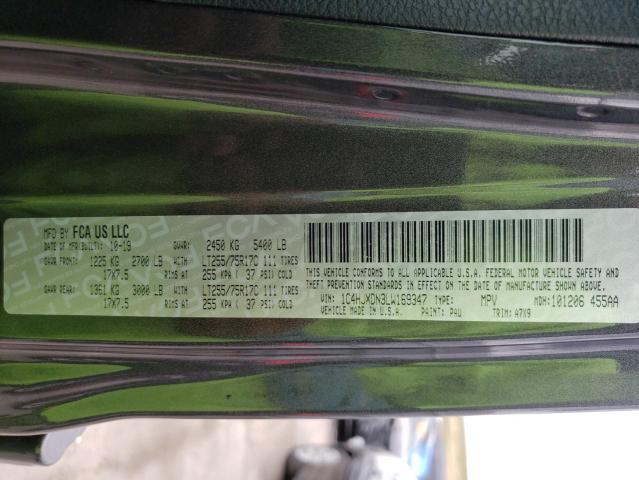 MFD BY FCA US LLC
DATE OF MFR(BUILT): 10-19 GVWR: 2450 KG 5400 LB
GAWR FRONT: 1225 KG 2700 LB WITH LT255/75R17C 111 TIRES
17X7.5 RIMS AT 255 KPA ( 37 PSI) COLD
GAWR REAR: 1361 KG 3000 LB WITH LT255/75R17C 111 TIRES
17X7.5 RIMS AT 255 KPA ( 37 PSI) COLD
THIS VEHICLE CONFORMS TO ALL APPLICABLE U.S.A. FEDERAL MOTOR VEHICLE SAFETY AND
THEFT PREVENTION STANDARDS IN EFFECT ON THE DATE OF MANUFACTURE SHOWN ABOVE.
VIN: 1C4HJXDN3LW169347 TYPE: MPV MDH: 101206 455AA
VEHICLE MADE IN U.S.A. PAINT: PAU TRIM: A7X9